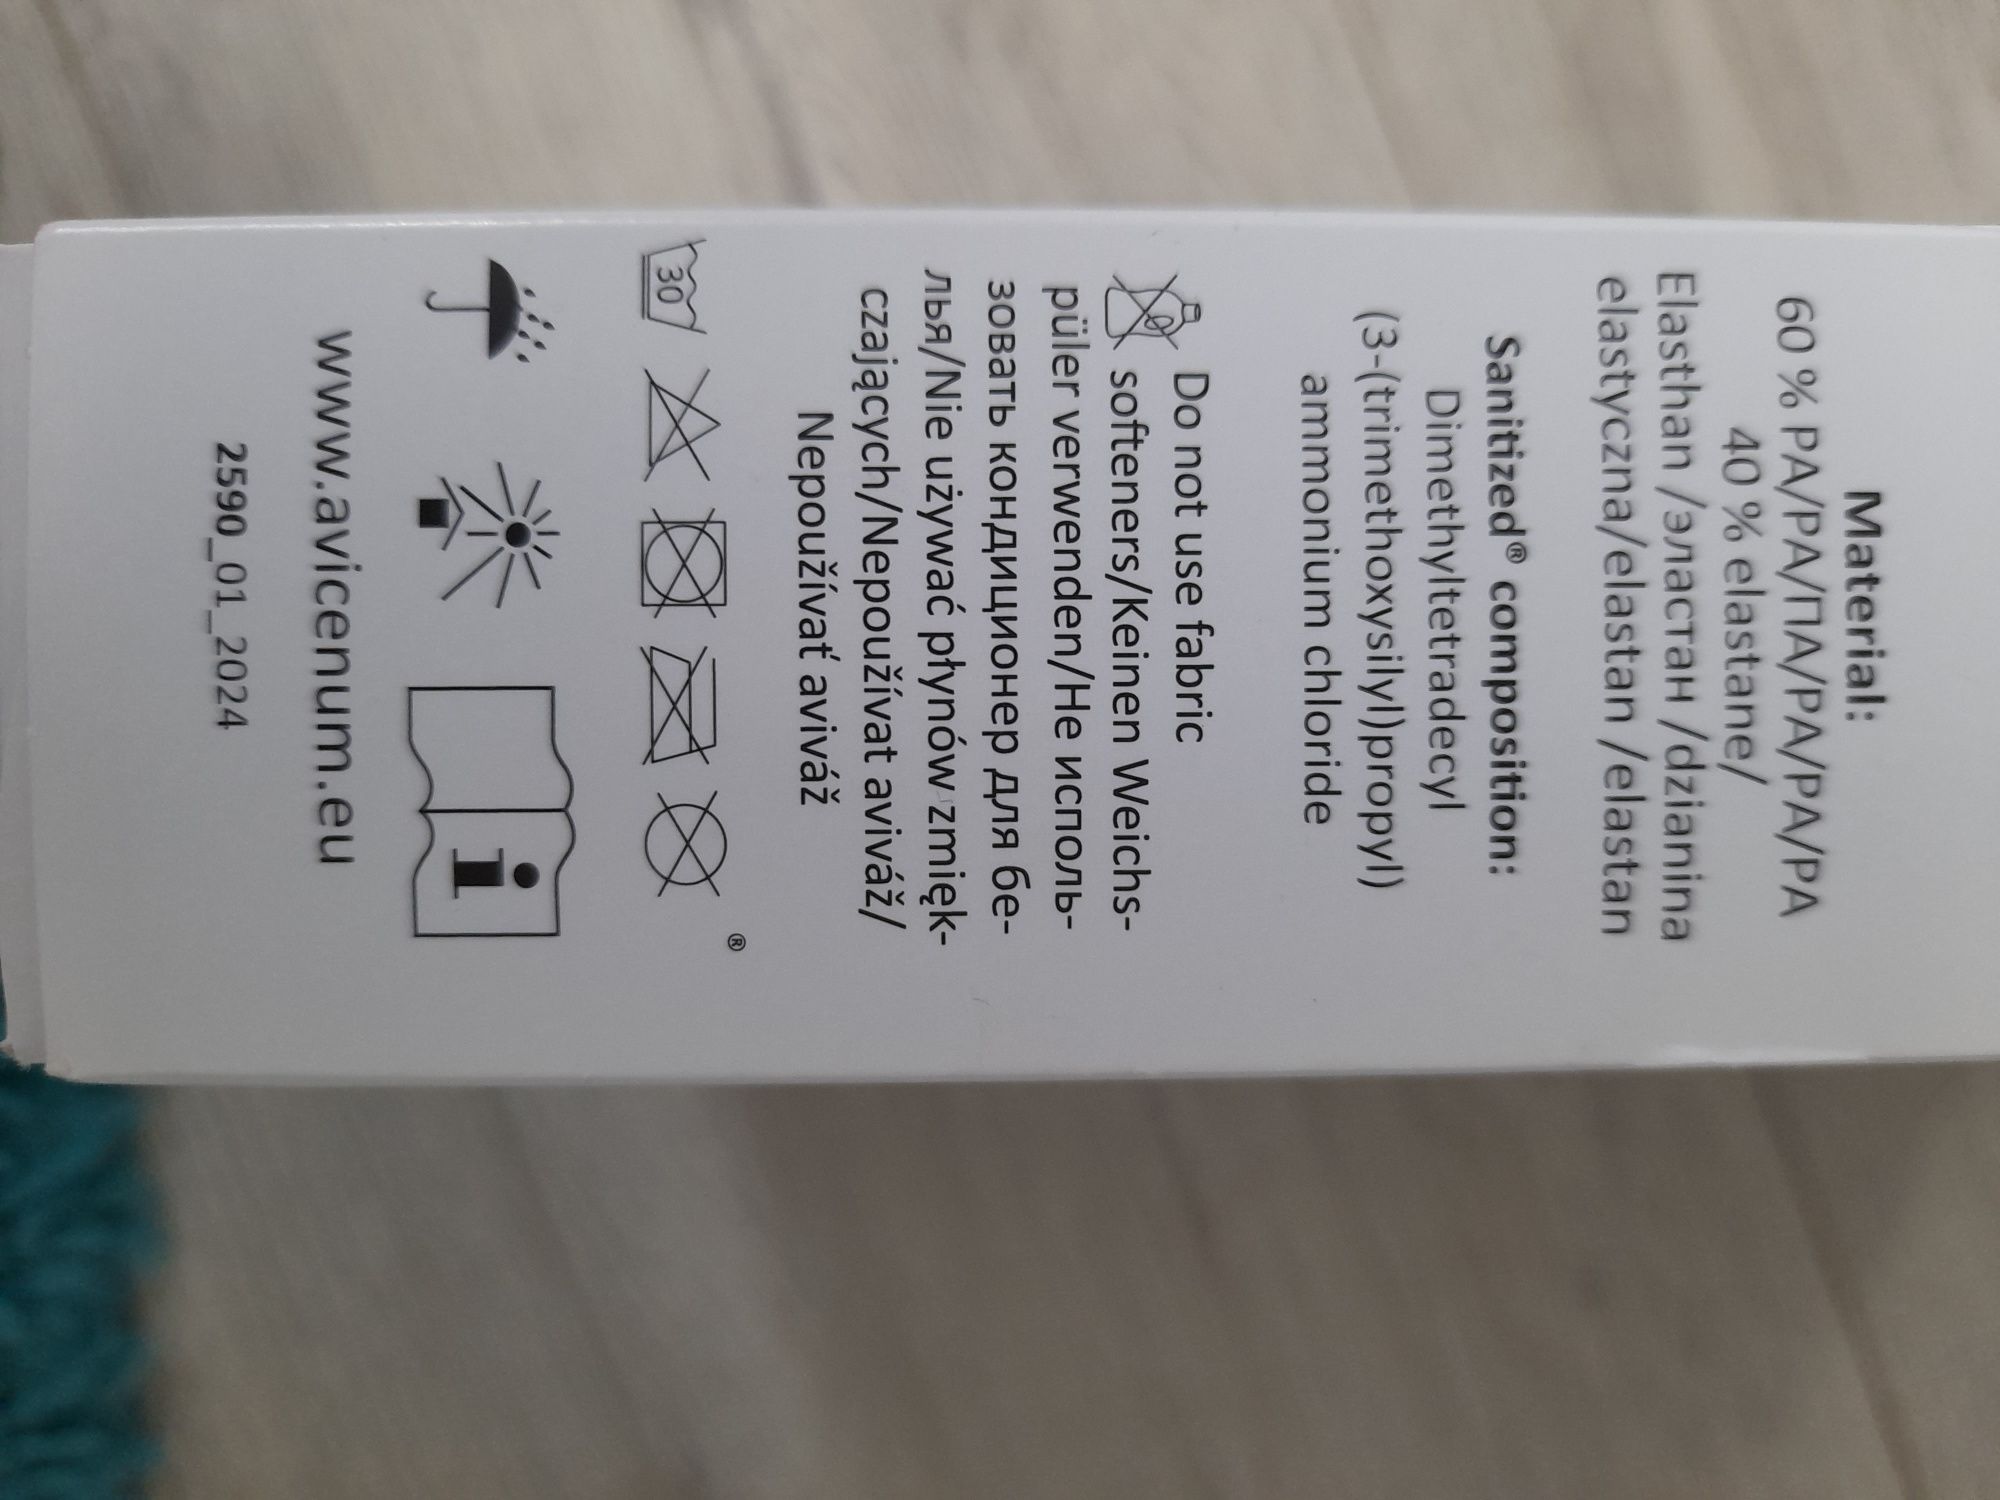 Material:
60 % PA/PA/ПА/PA/PA/PA
40 % elastane/
Elasthan /эластан /dzianina
elastyczna/elastan /elastan
Sanitized® composition:
Dimethyltetradecyl
(3-(trimethoxysilyl)propyl)
ammonium chloride
Do not use fabric
softeners/Keinen Weichs-
püler verwenden/Не исполь-
зовать кондиционер для бе-
лья/Nie używać płynów zmięk-
czających/Nepoužívat aviváž/
Nepoužívať aviváž
30
®
i
www.avicenum.eu
2590_01_2024